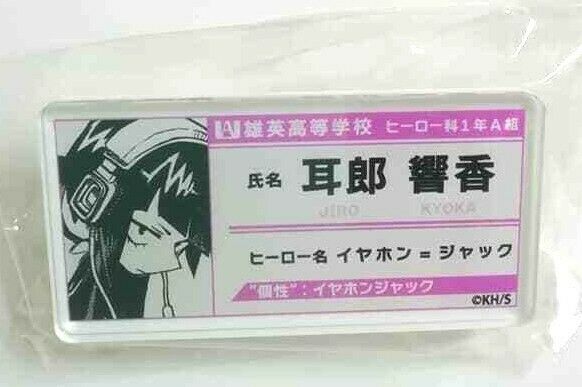 UA 雄英高等学校 ヒーロー科1年A組
氏名 耳郎 響香
JIRO KYOKA
ヒーロー名 イヤホン=ジャック
"個性":イヤホンジャック
©KH/S